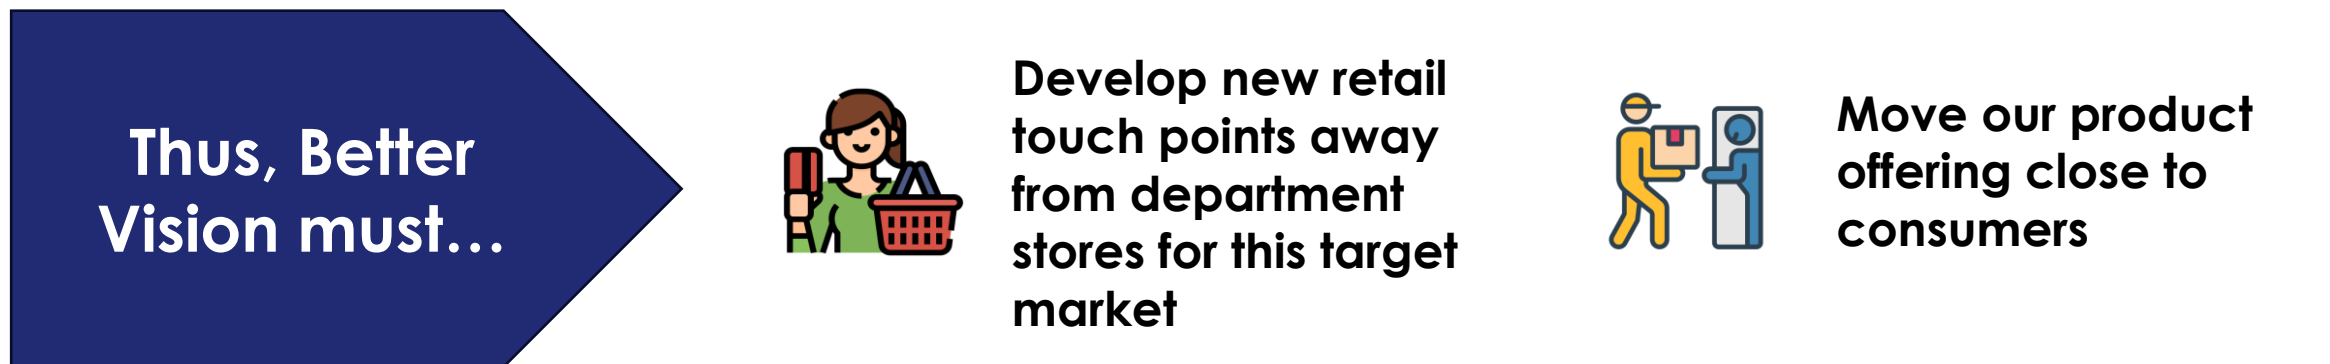 Thus, Better
Vision must…
Develop new retail
touch points away
from department
stores for this target
market
Move our product
offering close to
consumers